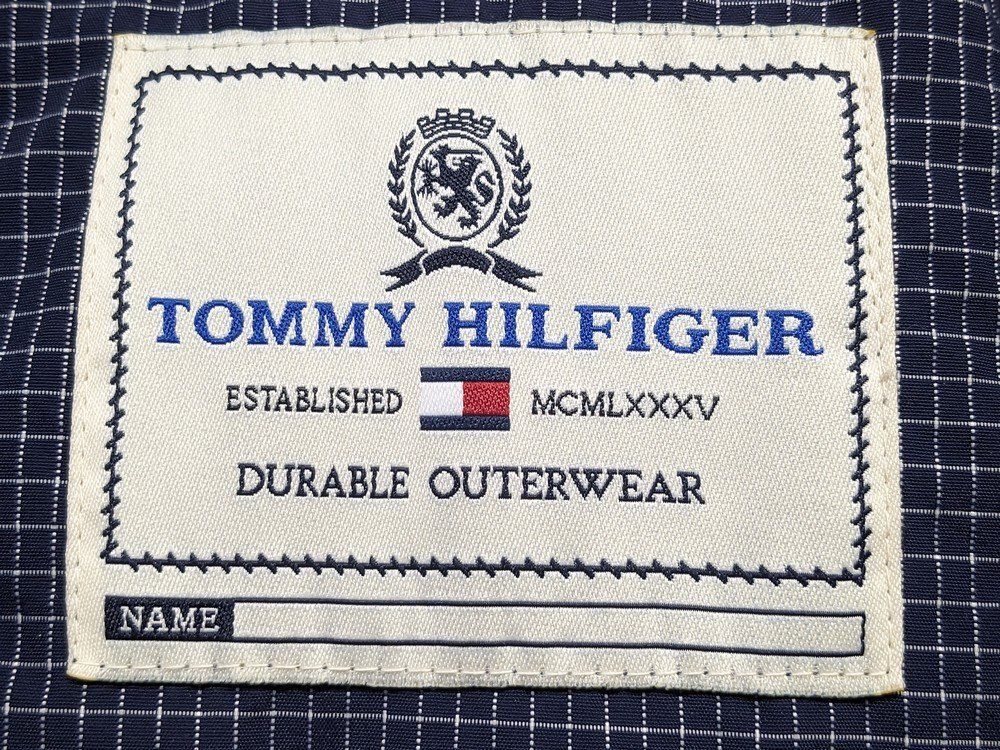 TOMMY HILFIGER
ESTABLISHED MCMLXXXV
DURABLE OUTERWEAR
NAME